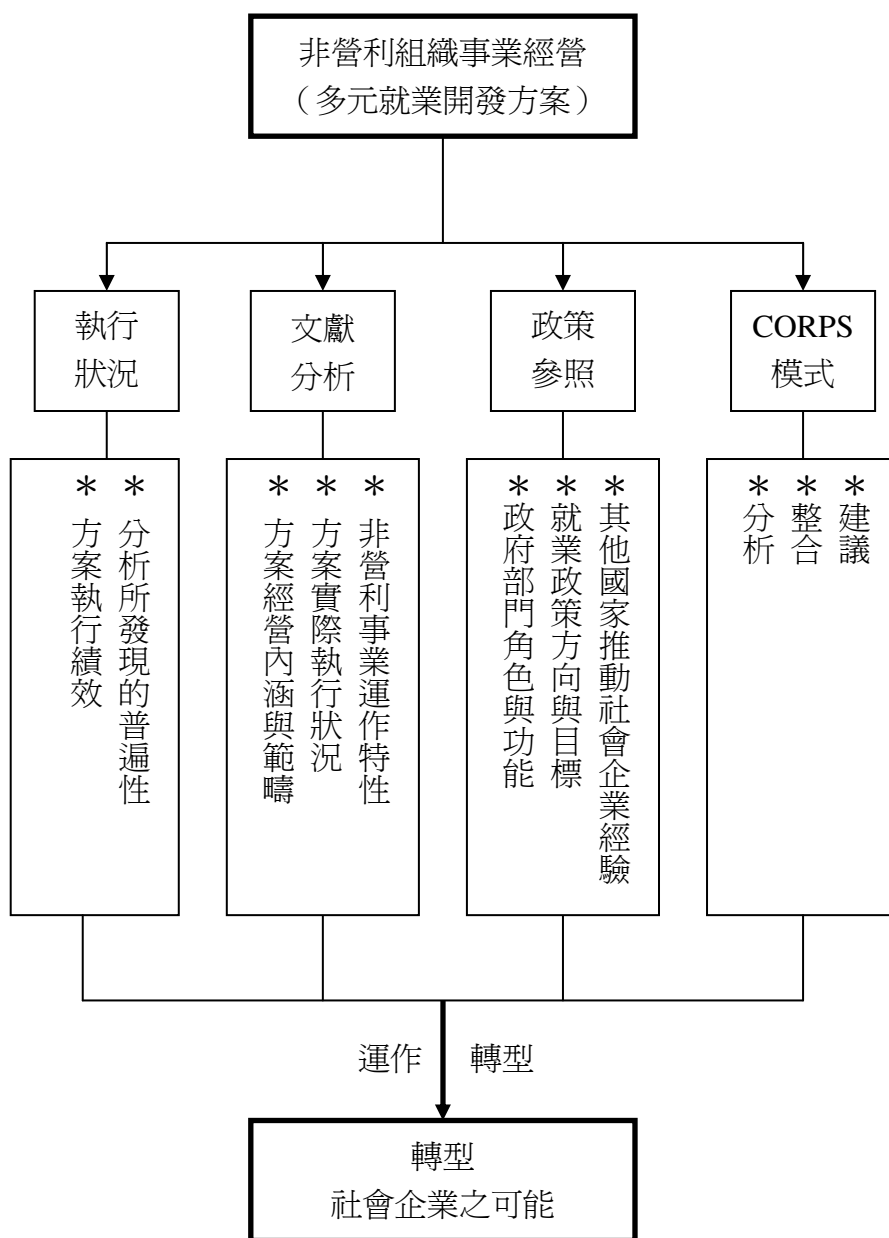 非營利組織事業經營
（多元就業開發方案）
執行
狀況
文獻
分析
政策
參照
CORPS
模式
＊分析所發現的普遍性
＊方案執行績效
＊非營利事業運作特性
＊方案實際執行狀況
＊方案經營內涵與範疇
＊其他國家推動社會企業經驗
＊就業政策方向與目標
＊政府部門角色與功能
＊建議
＊整合
＊分析
運作
轉型
轉型
社會企業之可能